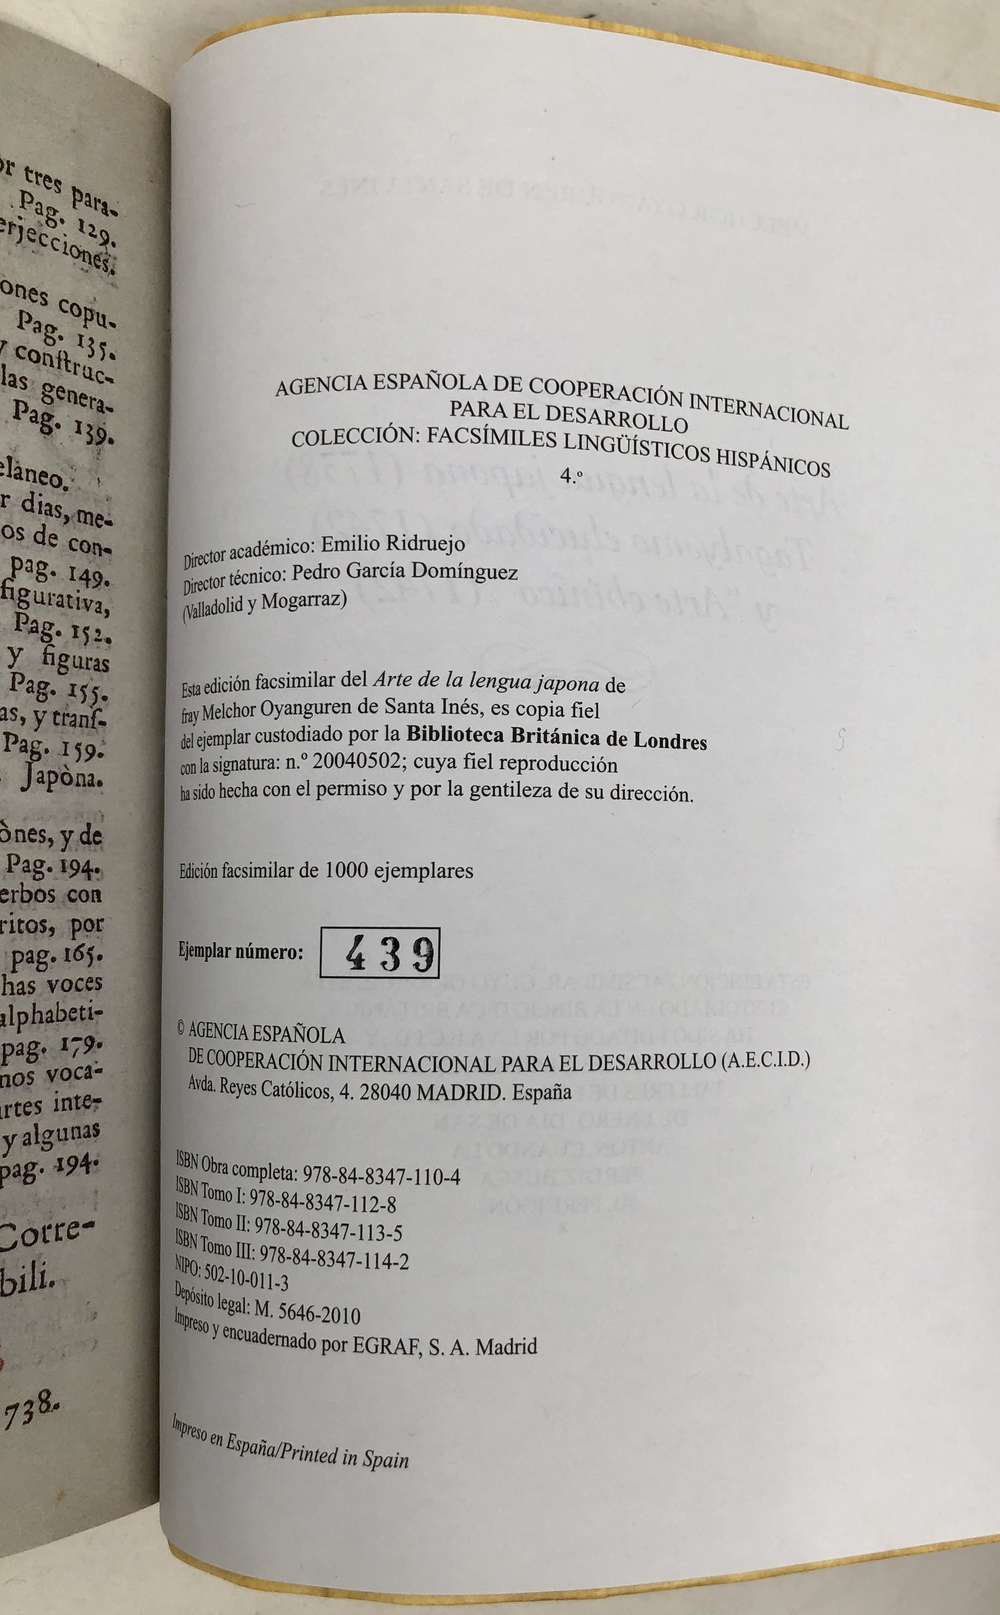 or tres para-
Pag. 129.
erjecciones.
ones copu-
Pag. 135.
y conſtruc-
las genera-
Pag. 139.
elaneo.
r dias, me-
os de con-
pag. 149.
figurativa,
Pag. 152.
y figuras
Pag. 155.
as, y tranſ-
Pag. 159.
Japòna.
ònes, y de
Pag. 194.
erbos con
ritos, por
pag. 165.
has voces
alphabeti-
pag. 179.
nos voca-
artes inte-
y algunas
pag. 194.
Corre-
bili.
738.
AGENCIA ESPAÑOLA DE COOPERACIÓN INTERNACIONAL
PARA EL DESARROLLO
COLECCIÓN: FACSÍMILES LINGÜÍSTICOS HISPÁNICOS
4.º
Director académico: Emilio Ridruejo
Director técnico: Pedro García Domínguez
(Valladolid y Mogarraz)
Esta edición facsimilar del Arte de la lengua japona de
fray Melchor Oyanguren de Santa Inés, es copia fiel
del ejemplar custodiado por la Biblioteca Británica de Londres
con la signatura: n.º 20040502; cuya fiel reproducción
ha sido hecha con el permiso y por la gentileza de su dirección.
Edición facsimilar de 1000 ejemplares
Ejemplar número: 439
© AGENCIA ESPAÑOLA
DE COOPERACIÓN INTERNACIONAL PARA EL DESARROLLO (A.E.C.I.D.)
Avda. Reyes Católicos, 4. 28040 MADRID. España
ISBN Obra completa: 978-84-8347-110-4
ISBN Tomo I: 978-84-8347-112-8
ISBN Tomo II: 978-84-8347-113-5
ISBN Tomo III: 978-84-8347-114-2
NIPO: 502-10-011-3
Depósito legal: M. 5646-2010
Impreso y encuadernado por EGRAF, S. A. Madrid
Impreso en España/Printed in Spain